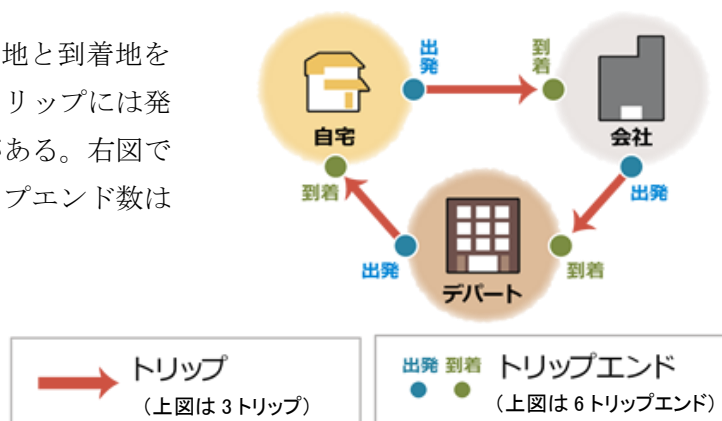 地と到着地を
リップには発
がある。右図で
プエンド数は
出発
到着
自宅
会社
到着
出発
出発
到着
デパート
トリップ
（上図は 3 トリップ）
出発 到着 トリップエンド
（上図は 6 トリップエンド）